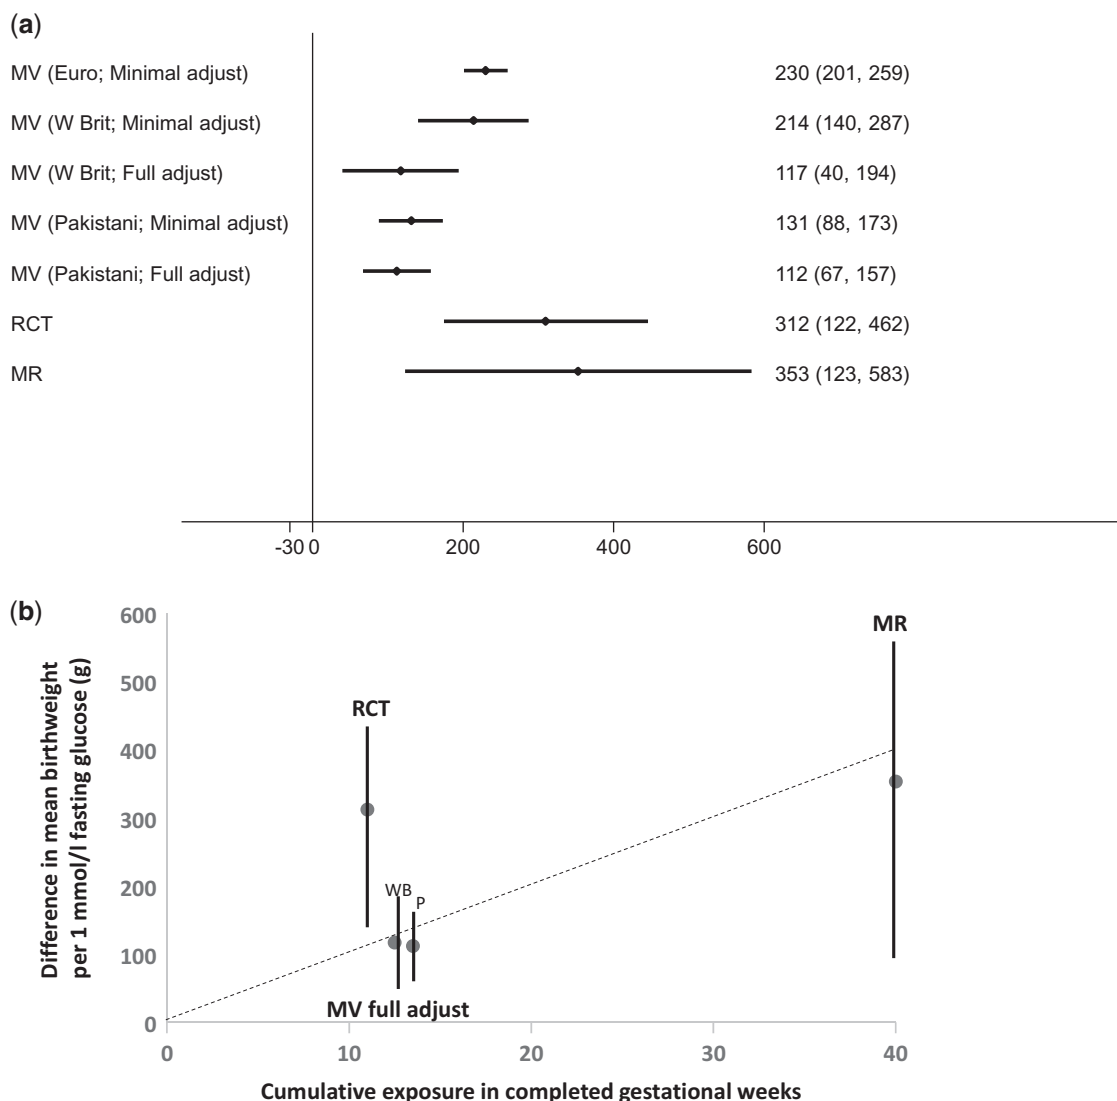 (a)
MV (Euro; Minimal adjust) 230 (201, 259)
MV (W Brit; Minimal adjust) 214 (140, 287)
MV (W Brit; Full adjust) 117 (40, 194)
MV (Pakistani; Minimal adjust) 131 (88, 173)
MV (Pakistani; Full adjust) 112 (67, 157)
RCT 312 (122, 462)
MR 353 (123, 583)
-30 0 200 400 600
(b)
Difference in mean birthweight
per 1 mmol/l fasting glucose (g)
600
500
400
300
200
100
0
MR
RCT
WB
P
MV full adjust
0 10 20 30 40
Cumulative exposure in completed gestational weeks